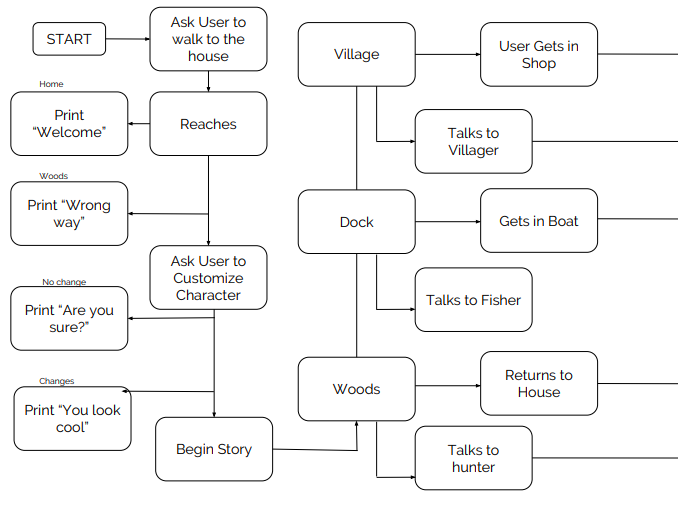 START
Ask User to
walk to the
house
Home
Print
“Welcome”
Reaches
Woods
Print “Wrong
way”
Ask User to
Customize
Character
No change
Print “Are you
sure?”
Changes
Print “You look
cool”
Begin Story
Village
User Gets in
Shop
Talks to
Villager
Dock
Gets in Boat
Talks to Fisher
Woods
Returns to
House
Talks to
hunter